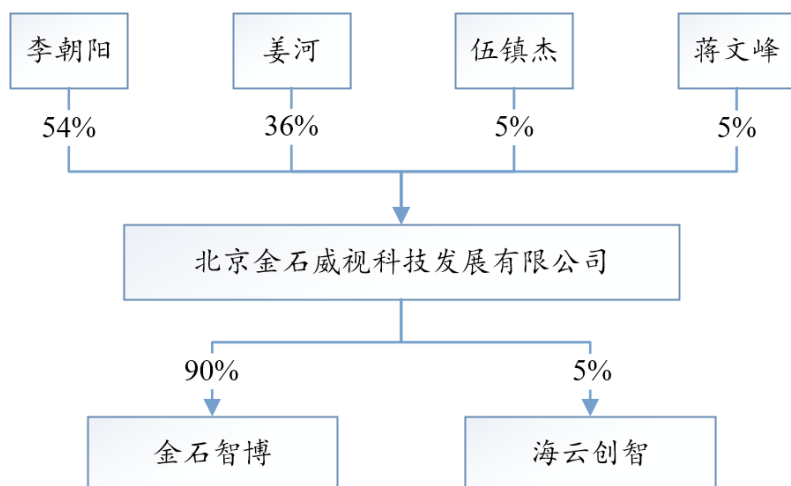 李朝阳 姜河 伍镇杰 蒋文峰
54% 36% 5% 5%
北京金石威视科技发展有限公司
90% 5%
金石智博 海云创智